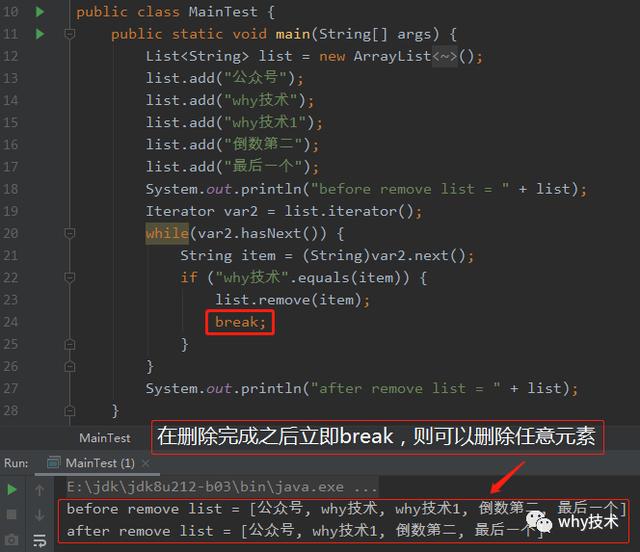 10 public class MainTest {
11 public static void main(String[] args) {
12 List<String> list = new ArrayList<~>();
13 list.add("公众号");
14 list.add("why技术");
15 list.add("why技术1");
16 list.add("倒数第二");
17 list.add("最后一个");
18 System.out.println("before remove list = " + list);
19 Iterator var2 = list.iterator();
20 while(var2.hasNext()) {
21 String item = (String)var2.next();
22 if ("why技术".equals(item)) {
23 list.remove(item);
24 break;
25 }
26 }
27 System.out.println("after remove list = " + list);
28 }
MainTest
在删除完成之后立即break，则可以删除任意元素
Run: MainTest (1) ×
E:\jdk\jdk8u212-b03\bin\java.exe ...
before remove list = [公众号, why技术, why技术1, 倒数第二, 最后一个]
after remove list = [公众号, why技术1, 倒数第二, 最后一个]
why技术